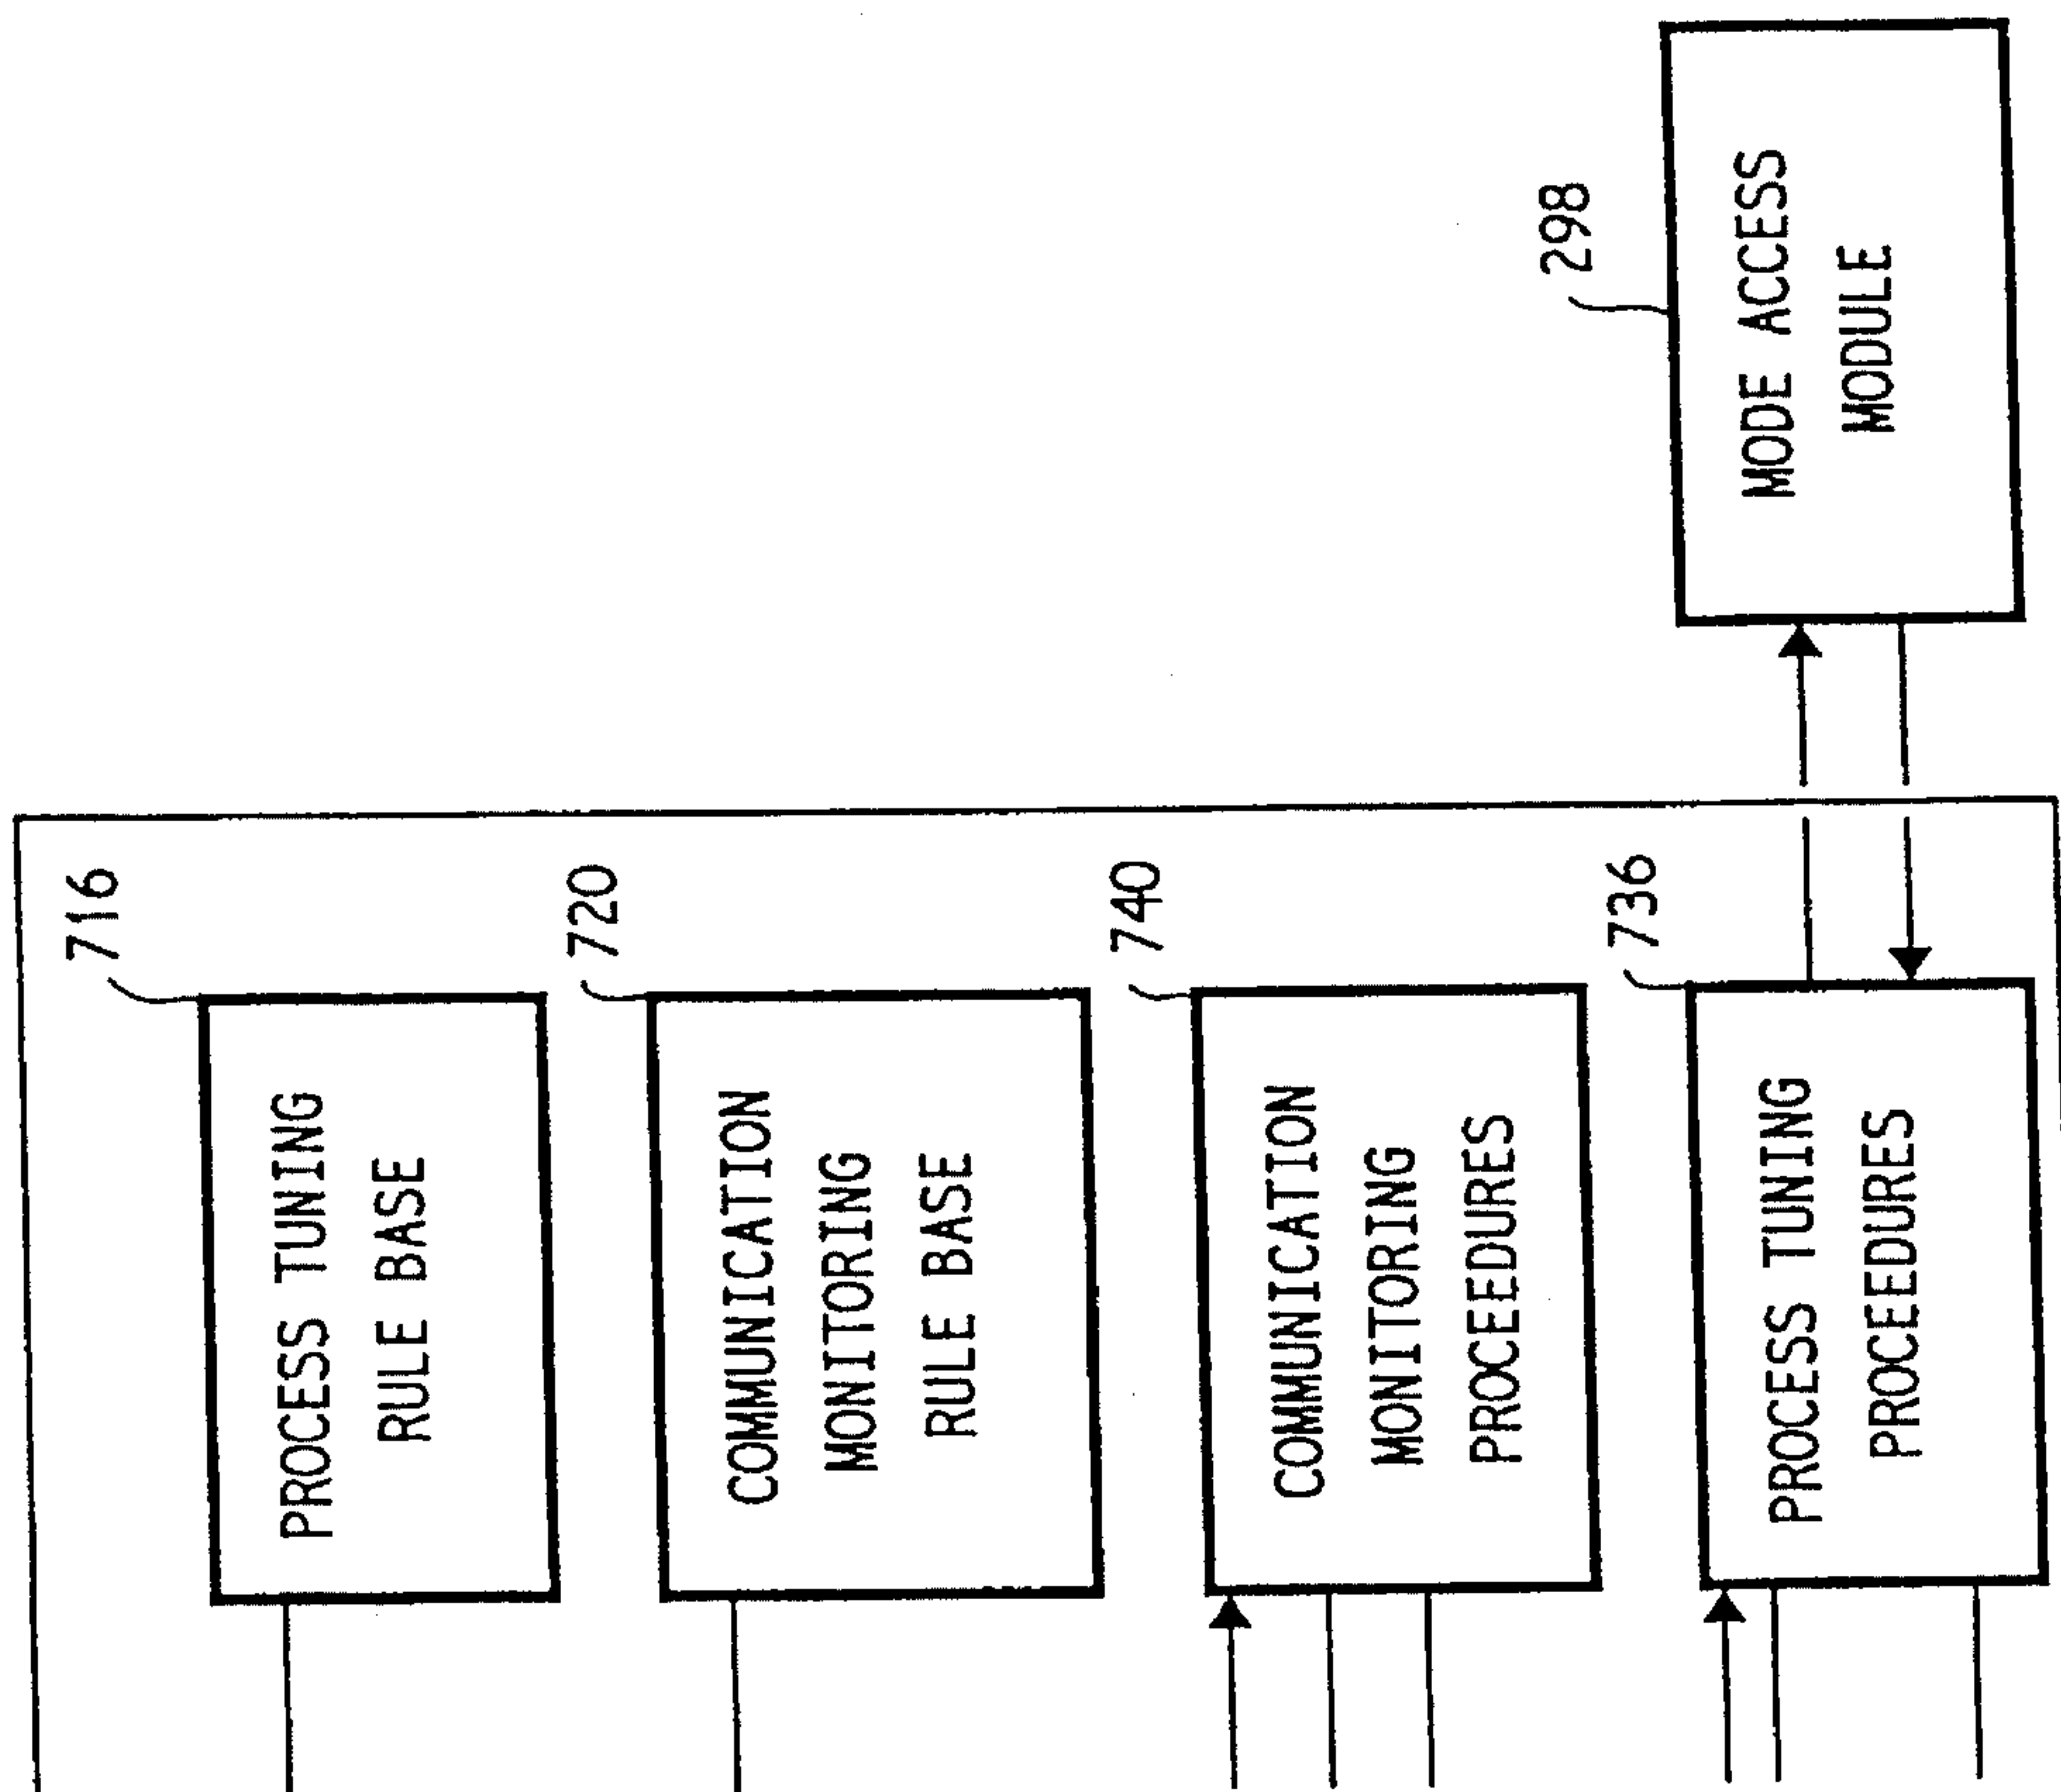 716
PROCESS TUNING
RULE BASE
720
COMMUNICATION
MONITORING
RULE BASE
740
COMMUNICATION
MONITORING
PROCEEDURES
736
PROCESS TUNING
PROCEEDURES
298
MODE ACCESS
MODULE